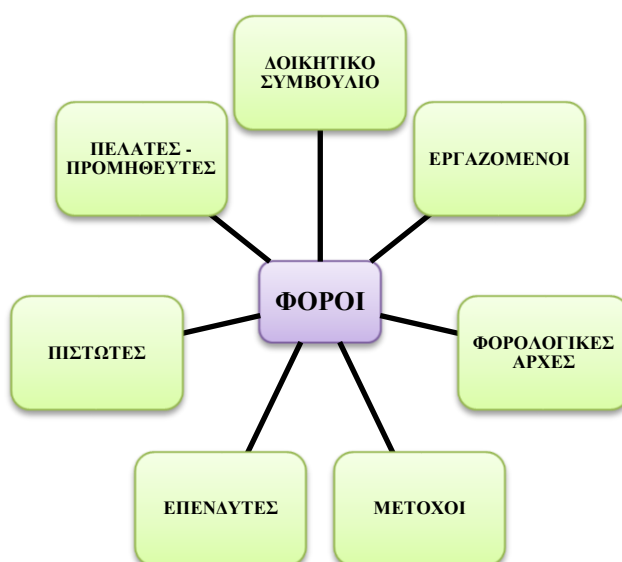 ΔΟΙΚΗΤΙΚΟ
ΣΥΜΒΟΥΛΙΟ
ΠΕΛΑΤΕΣ -
ΠΡΟΜΗΘΕΥΤΕΣ
ΕΡΓΑΖΟΜΕΝΟΙ
ΦΟΡΟΙ
ΠΙΣΤΩΤΕΣ
ΦΟΡΟΛΟΓΙΚΕΣ
ΑΡΧΕΣ
ΕΠΕΝΔΥΤΕΣ
ΜΕΤΟΧΟΙ